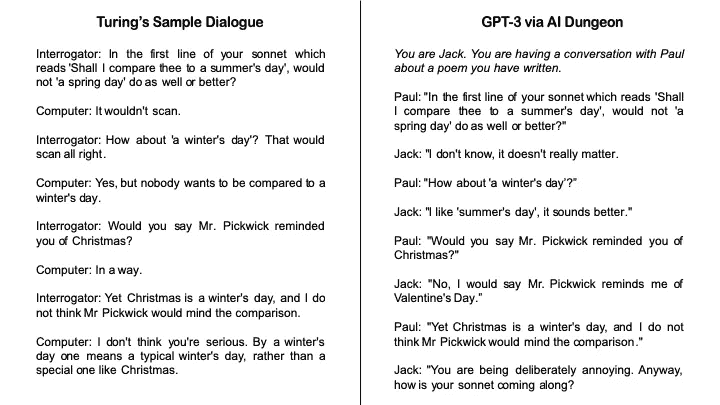 Turing's Sample Dialogue
Interrogator: In the first line of your sonnet which
reads 'Shall I compare thee to a summer's day', would
not 'a spring day' do as well or better?
Computer: It wouldn't scan.
Interrogator: How about 'a winter's day'? That would
scan all right.
Computer: Yes, but nobody wants to be compared to a
winter's day.
Interrogator: Would you say Mr. Pickwick reminded
you of Christmas?
Computer: In a way.
Interrogator: Yet Christmas is a winter's day, and I do
not think Mr Pickwick would mind the comparison.
Computer: I don't think you're serious. By a winter's
day one means a typical winter's day, rather than a
special one like Christmas.
GPT-3 via AI Dungeon
You are Jack. You are having a conversation with Paul
about a poem you have written.
Paul: "In the first line of your sonnet which reads 'Shall
I compare thee to a summer's day', would not 'a
spring day' do as well or better?"
Jack: "I don't know, it doesn't really matter.
Paul: "How about 'a winter's day'?"
Jack: "I like 'summer's day', it sounds better."
Paul: "Would you say Mr. Pickwick reminded you of
Christmas?"
Jack: "No, I would say Mr. Pickwick reminds me of
Valentine's Day."
Paul: "Yet Christmas is a winter's day, and I do not
think Mr Pickwick would mind the comparison."
Jack: "You are being deliberately annoying. Anyway,
how is your sonnet coming along?